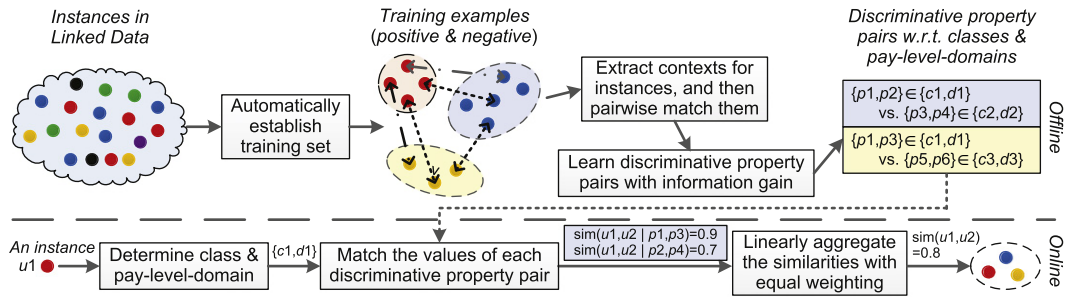 Instances in
Linked Data
Training examples
(positive & negative)
Discriminative property
pairs w.r.t. classes &
pay-level-domains
Automatically
establish
training set
Extract contexts for
instances, and then
pairwise match them
Learn discriminative property
pairs with information gain
{p1,p2}∈{c1,d1}
vs. {p3,p4}∈{c2,d2}
{p1,p3}∈{c1,d1}
vs. {p5,p6}∈{c3,d3}
Offline
An instance
u1
Determine class &
pay-level-domain
{c1,d1}
Match the values of each
discriminative property pair
sim(u1,u2 | p1,p3)=0.9
sim(u1,u2 | p2,p4)=0.7
Linearly aggregate
the similarities with
equal weighting
sim(u1,u2)
=0.8
Online